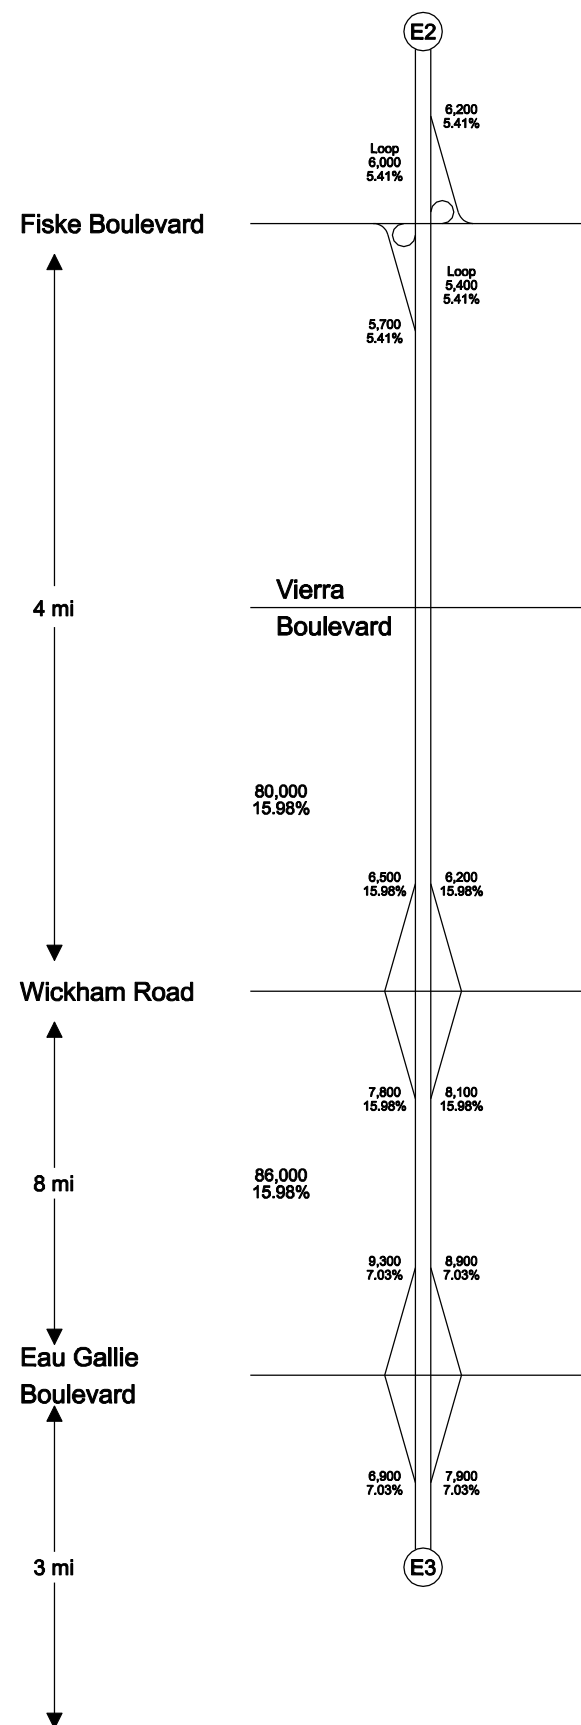 E2
6,200
5.41%
Loop
6,000
5.41%
Fiske Boulevard
Loop
5,400
5.41%
5,700
5.41%
Vierra
4 mi
Boulevard
80,000
15.98%
6,500
15.98%
6,200
15.98%
Wickham Road
7,800
15.98%
8,100
15.98%
8 mi
86,000
15.98%
9,300
7.03%
8,900
7.03%
Eau Gallie
Boulevard
6,900
7.03%
7,900
7.03%
3 mi
E3